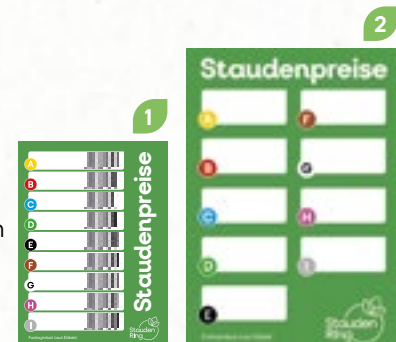 2
Staudenpreise
A
F
B
G
C
H
D
I
E
Stauden
Ring
1
Staudenpreise
A
B
C
D
E
F
G
H
I
Stauden
Ring
n